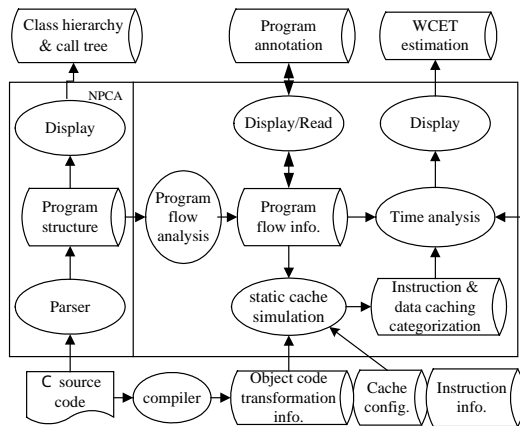 Class hierarchy
& call tree
Program
annotation
WCET
estimation
NPCA
Display
Display/Read
Display
Program
structure
Program
flow
analysis
Program
flow info.
Time analysis
Parser
static cache
simulation
Instruction &
data caching
categorization
C source
code
compiler
Object code
transformation
info.
Cache
config.
Instruction
info.